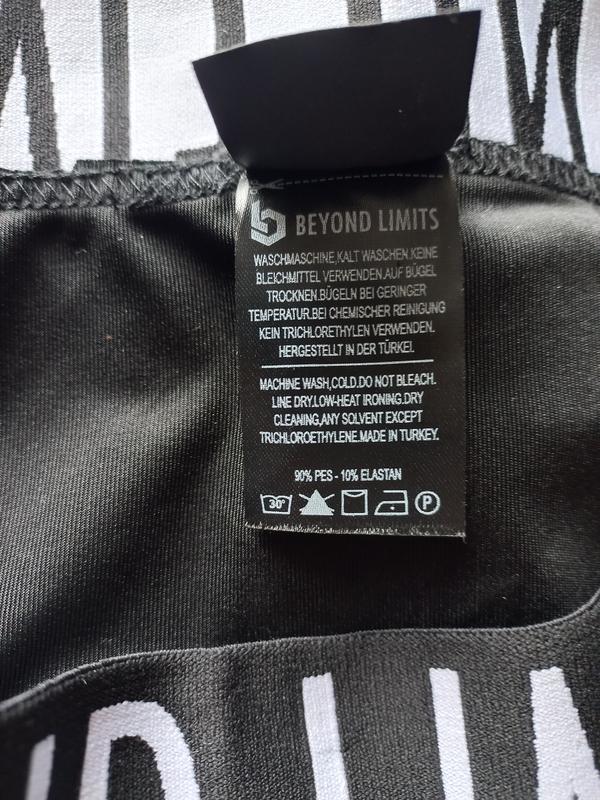 BEYOND LIMITS
WASCHMASCHINE,KALT WASCHEN.KEINE
BLEICHMITTEL VERWENDEN.AUF BÜGEL
TROCKNEN.BÜGELN BEI GERINGER
TEMPERATUR.BEI CHEMISCHER REINIGUNG
KEIN TRICHLORETHYLEN VERWENDEN.
HERGESTELLT IN DER TÜRKEI.
MACHINE WASH,COLD.DO NOT BLEACH.
LINE DRY.LOW-HEAT IRONING.DRY
CLEANING,ANY SOLVENT EXCEPT
TRICHLOROETHYLENE.MADE IN TURKEY.
90% PES - 10% ELASTAN
30° P
D LI